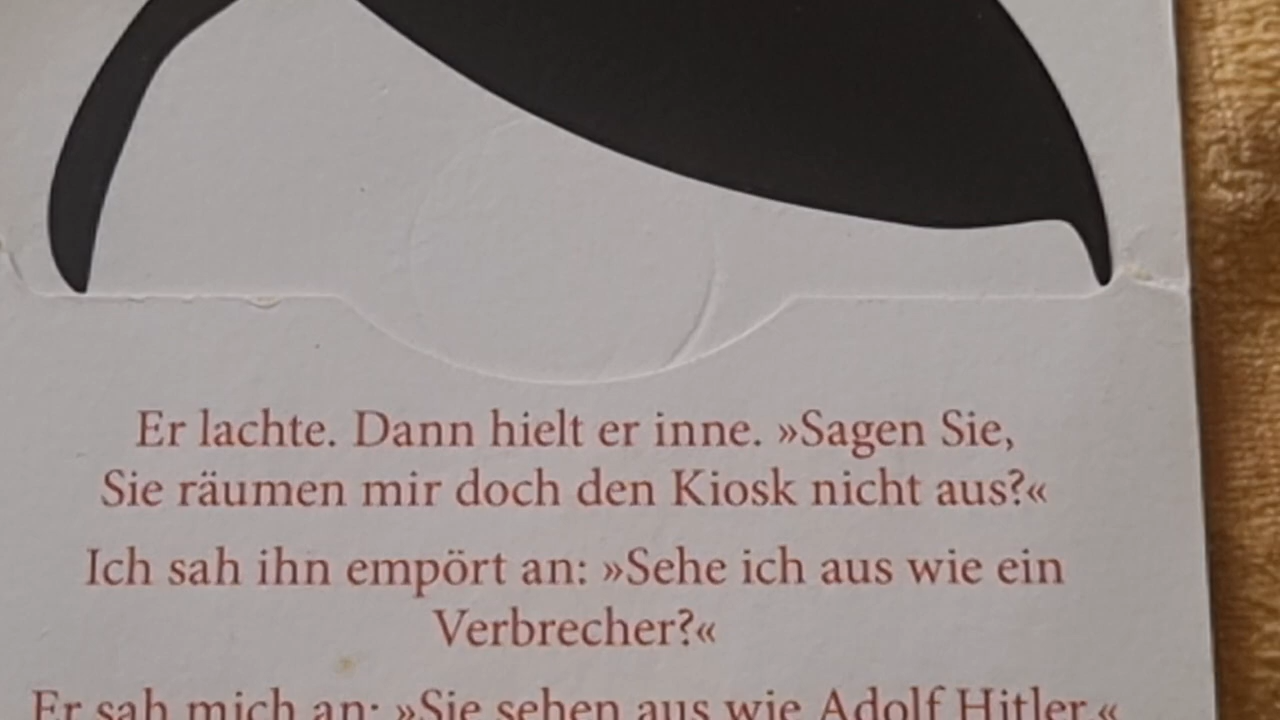 Er lachte. Dann hielt er inne. »Sagen Sie,
Sie räumen mir doch den Kiosk nicht aus?«
Ich sah ihn empört an: »Sehe ich aus wie ein
Verbrecher?«
Er sah mich an: »Sie sehen aus wie Adolf Hitler.«